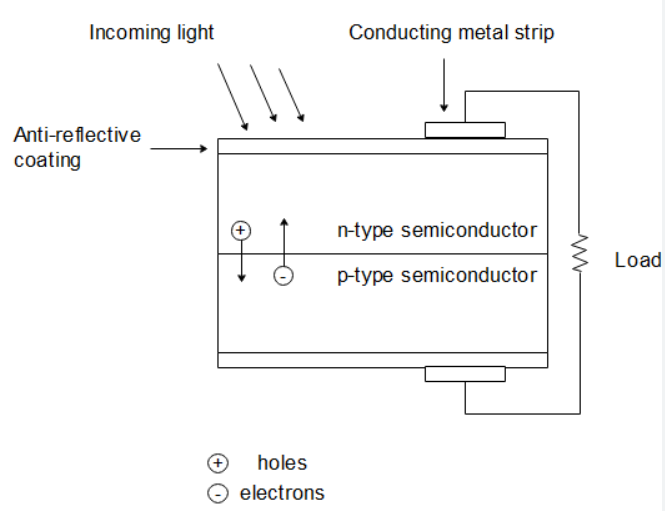 Incoming light
Conducting metal strip
Anti-reflective
coating
n-type semiconductor
p-type semiconductor
Load
+
-
+ holes
- electrons